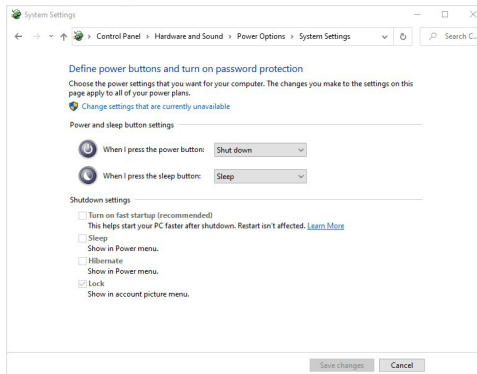 System Settings
Control Panel > Hardware and Sound > Power Options > System Settings
Search C...
Define power buttons and turn on password protection
Choose the power settings that you want for your computer. The changes you make to the settings on this
page apply to all of your power plans.
Change settings that are currently unavailable
Power and sleep button settings
When I press the power button: Shut down
When I press the sleep button: Sleep
Shutdown settings
Turn on fast startup (recommended)
This helps start your PC faster after shutdown. Restart isn't affected. Learn More
Sleep
Show in Power menu.
Hibernate
Show in Power menu.
Lock
Show in account picture menu.
Save changes
Cancel